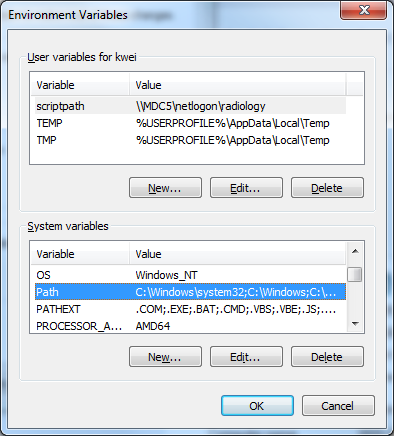 Environment Variables
User variables for kwei
Variable Value
scriptpath \\MDC5\netlogon\radiology
TEMP %USERPROFILE%\AppData\Local\Temp
TMP %USERPROFILE%\AppData\Local\Temp
New... Edit... Delete
System variables
Variable Value
OS Windows_NT
Path C:\Windows\system32;C:\Windows;C:\...
PATHEXT .COM;.EXE;.BAT;.CMD;.VBS;.VBE;.JS;....
PROCESSOR_A... AMD64
New... Edit... Delete
OK Cancel